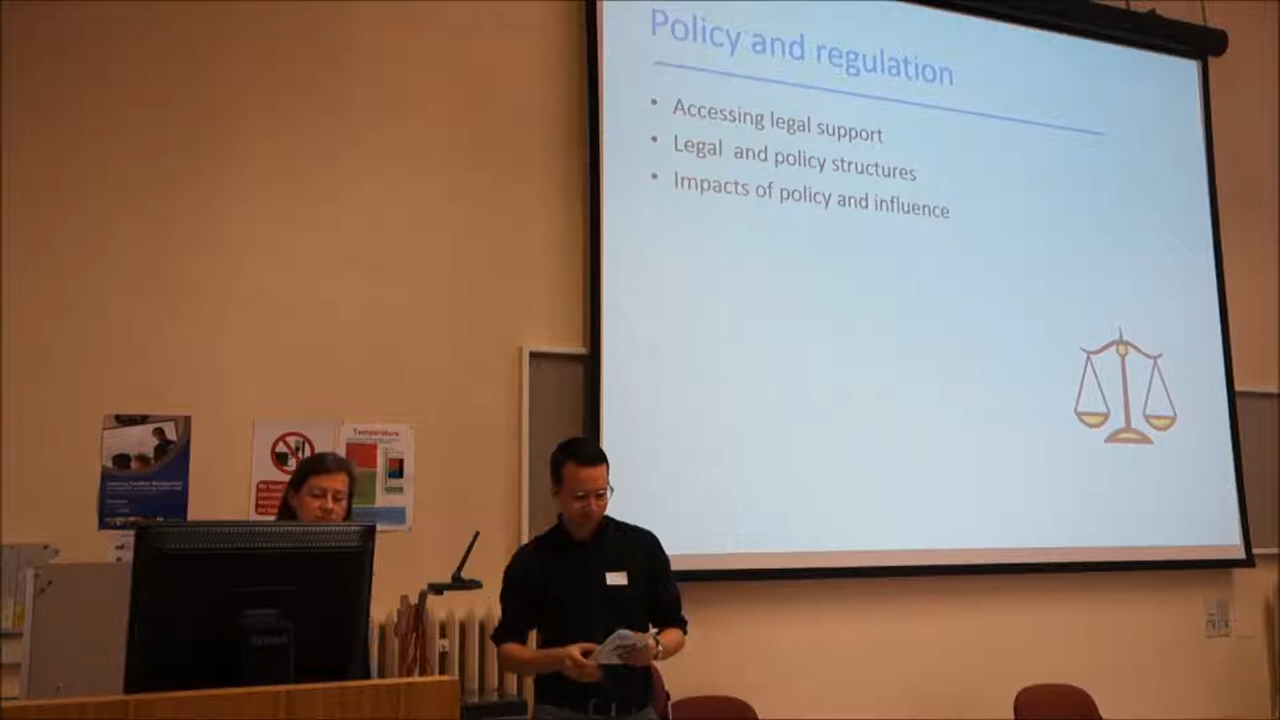 Policy and regulation
• Accessing legal support
• Legal and policy structures
• Impacts of policy and influence
Temperature